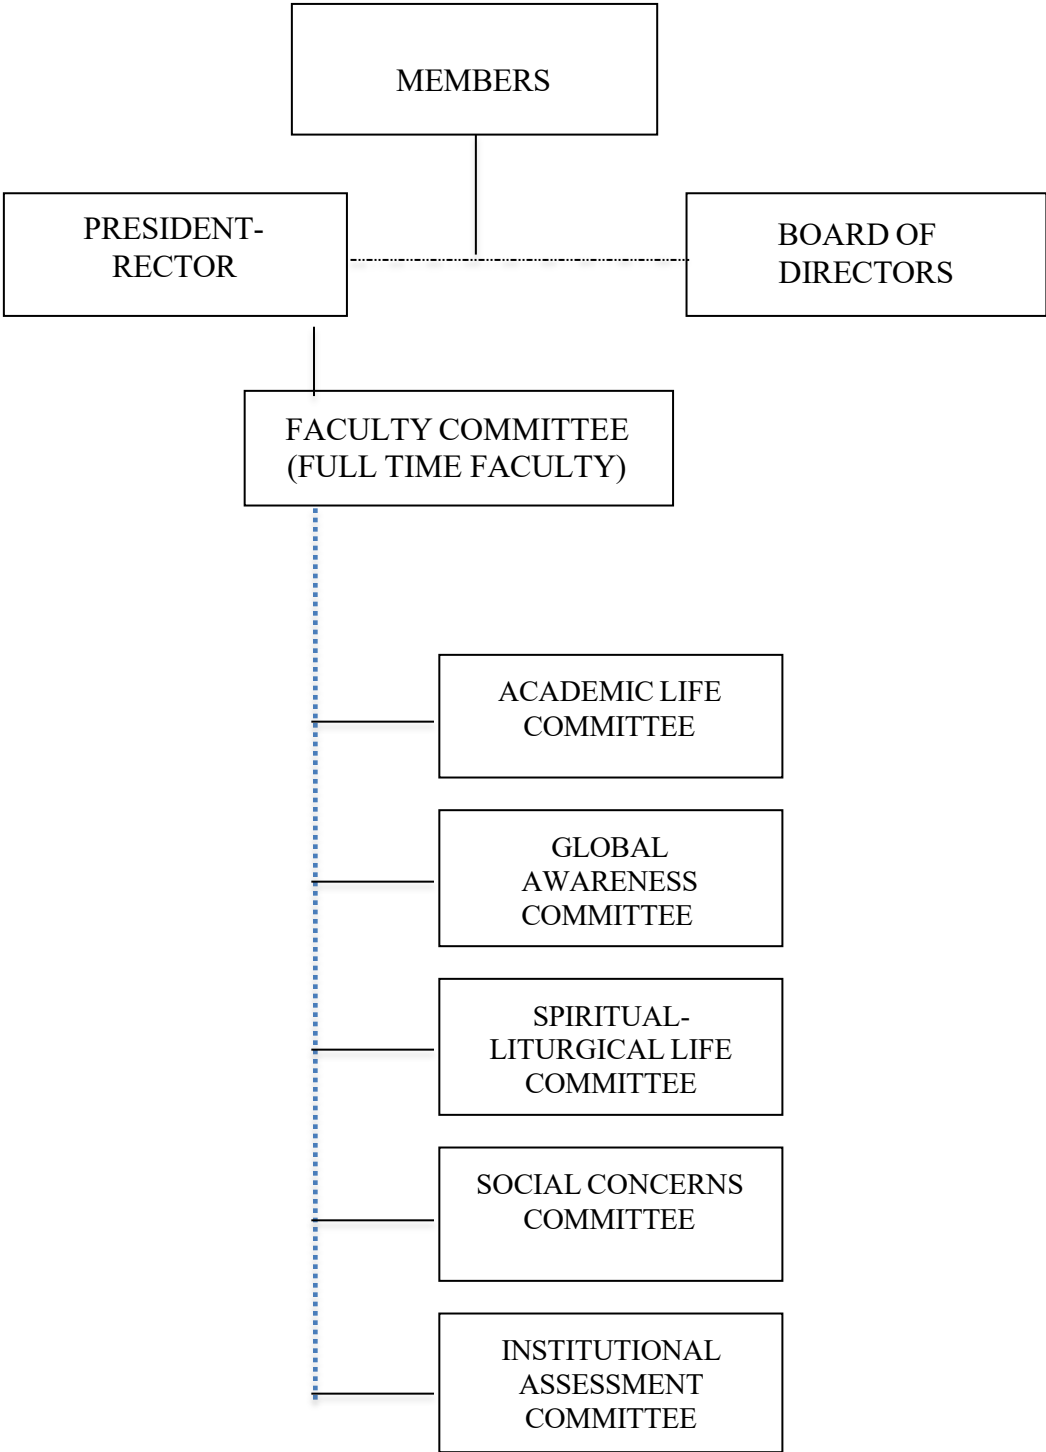 MEMBERS
PRESIDENT-
RECTOR
BOARD OF
DIRECTORS
FACULTY COMMITTEE
(FULL TIME FACULTY)
ACADEMIC LIFE
COMMITTEE
GLOBAL
AWARENESS
COMMITTEE
SPIRITUAL-
LITURGICAL LIFE
COMMITTEE
SOCIAL CONCERNS
COMMITTEE
INSTITUTIONAL
ASSESSMENT
COMMITTEE